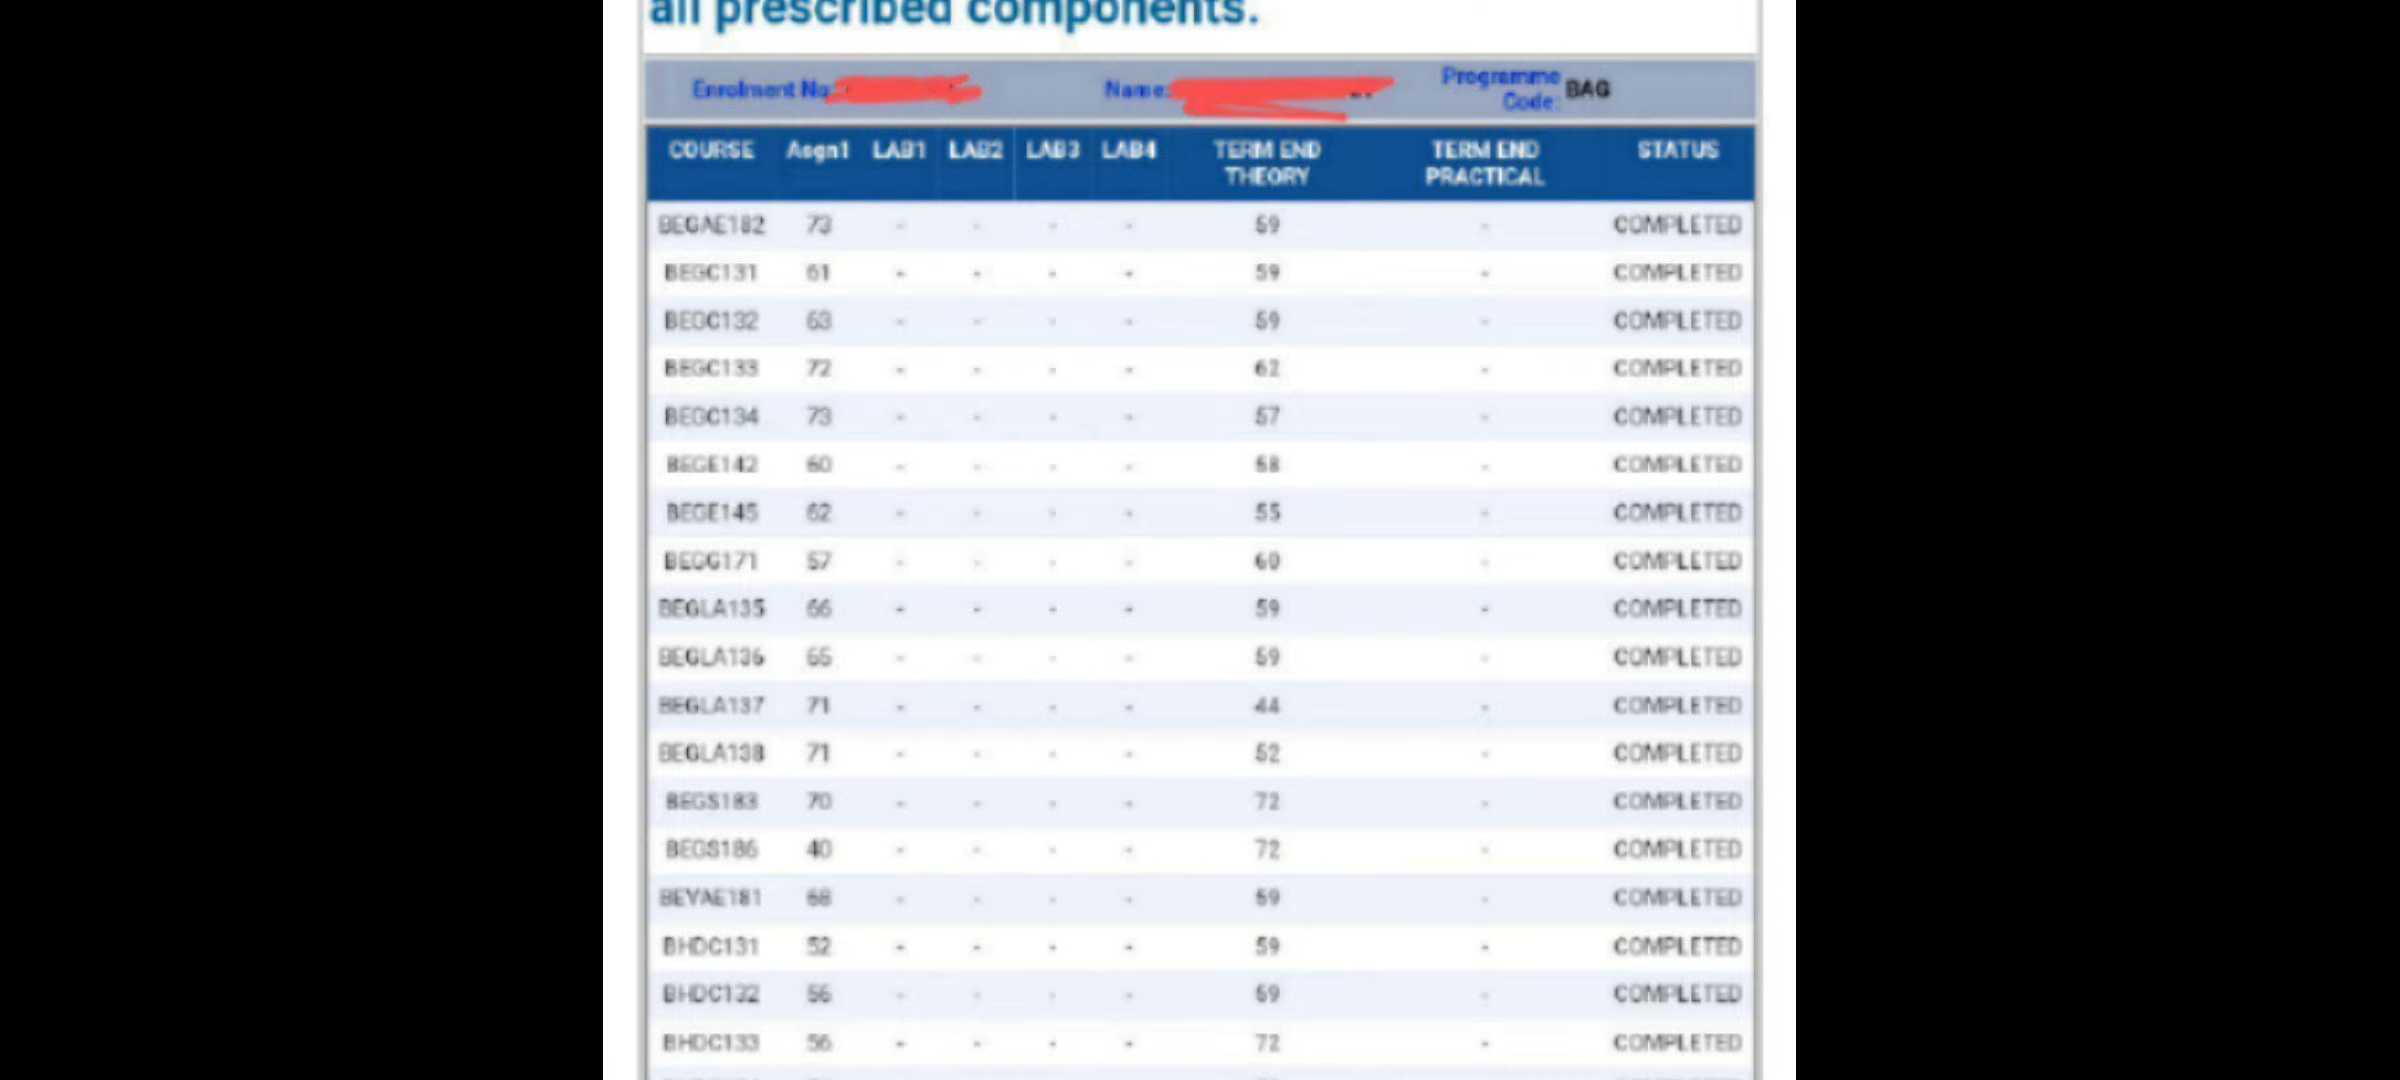 all prescribed components.
Enrolment No: Name: Programme Code: BAG
COURSE Asgn1 LAB1 LAB2 LAB3 LAB4 TERM END THEORY TERM END PRACTICAL STATUS
BEGAE182 73 - - - - 59 - COMPLETED
BEGC131 61 - - - - 59 - COMPLETED
BEGC132 63 - - - - 59 - COMPLETED
BEGC133 72 - - - - 62 - COMPLETED
BEGC134 73 - - - - 57 - COMPLETED
BEGE142 60 - - - - 58 - COMPLETED
BEGE145 62 - - - - 55 - COMPLETED
BEGG171 57 - - - - 60 - COMPLETED
BEGLA135 66 - - - - 59 - COMPLETED
BEGLA136 65 - - - - 59 - COMPLETED
BEGLA137 71 - - - - 44 - COMPLETED
BEGLA138 71 - - - - 52 - COMPLETED
BEGS183 70 - - - - 72 - COMPLETED
BEGS186 40 - - - - 72 - COMPLETED
BEVAE181 68 - - - - 59 - COMPLETED
BHDC131 52 - - - - 59 - COMPLETED
BHDC132 56 - - - - 69 - COMPLETED
BHDC133 56 - - - - 72 - COMPLETED